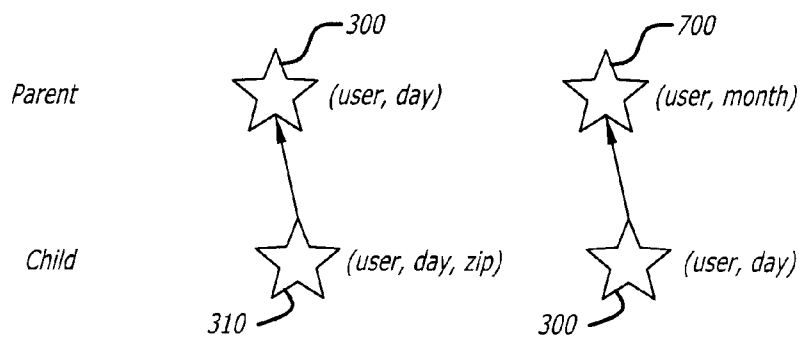 300 700
Parent (user, day) (user, month)
Child (user, day, zip) (user, day)
310 300